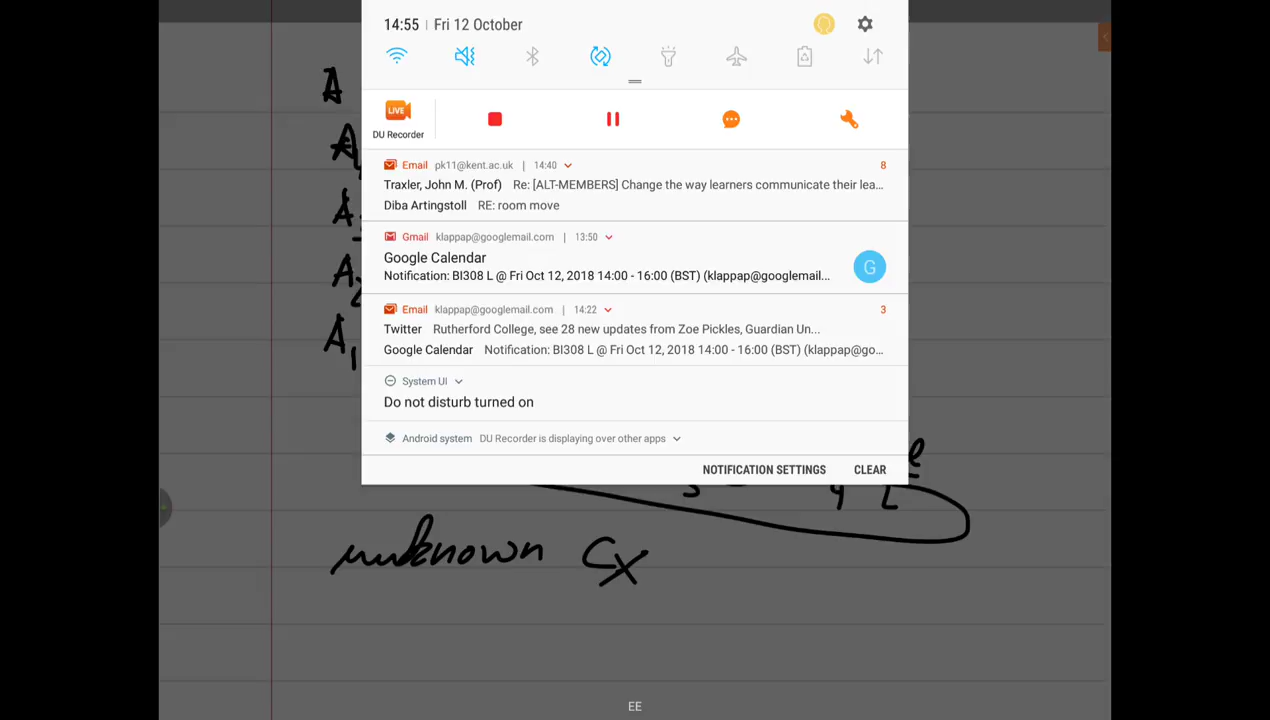 14:55 | Fri 12 October
LIVE
DU Recorder
Email pk11@kent.ac.uk | 14:40 8
Traxler, John M. (Prof) Re: [ALT-MEMBERS] Change the way learners communicate their lea...
Diba Artingstoll RE: room move
Gmail klappap@googlemail.com | 13:50
Google Calendar
Notification: BI308 L @ Fri Oct 12, 2018 14:00 - 16:00 (BST) (klappap@googlemail...
G
Email klappap@googlemail.com | 14:22 3
Twitter Rutherford College, see 28 new updates from Zoe Pickles, Guardian Un...
Google Calendar Notification: BI308 L @ Fri Oct 12, 2018 14:00 - 16:00 (BST) (klappap@go...
System UI
Do not disturb turned on
Android system DU Recorder is displaying over other apps
NOTIFICATION SETTINGS CLEAR
A
A
A
A2
A1
unknown Cx
EE